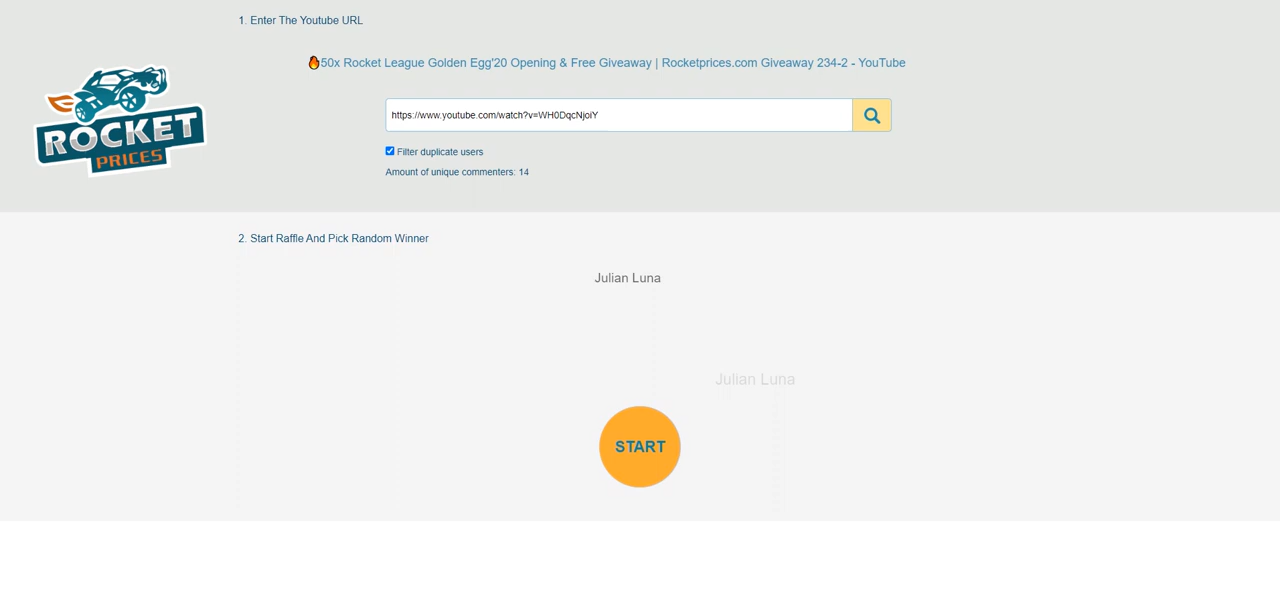 1. Enter The Youtube URL
🔥50x Rocket League Golden Egg'20 Opening & Free Giveaway | Rocketprices.com Giveaway 234-2 - YouTube
ROCKET
PRICES
https://www.youtube.com/watch?v=WH0DqcNjoiY
Filter duplicate users
Amount of unique commenters: 14
2. Start Raffle And Pick Random Winner
Julian Luna
Julian Luna
START